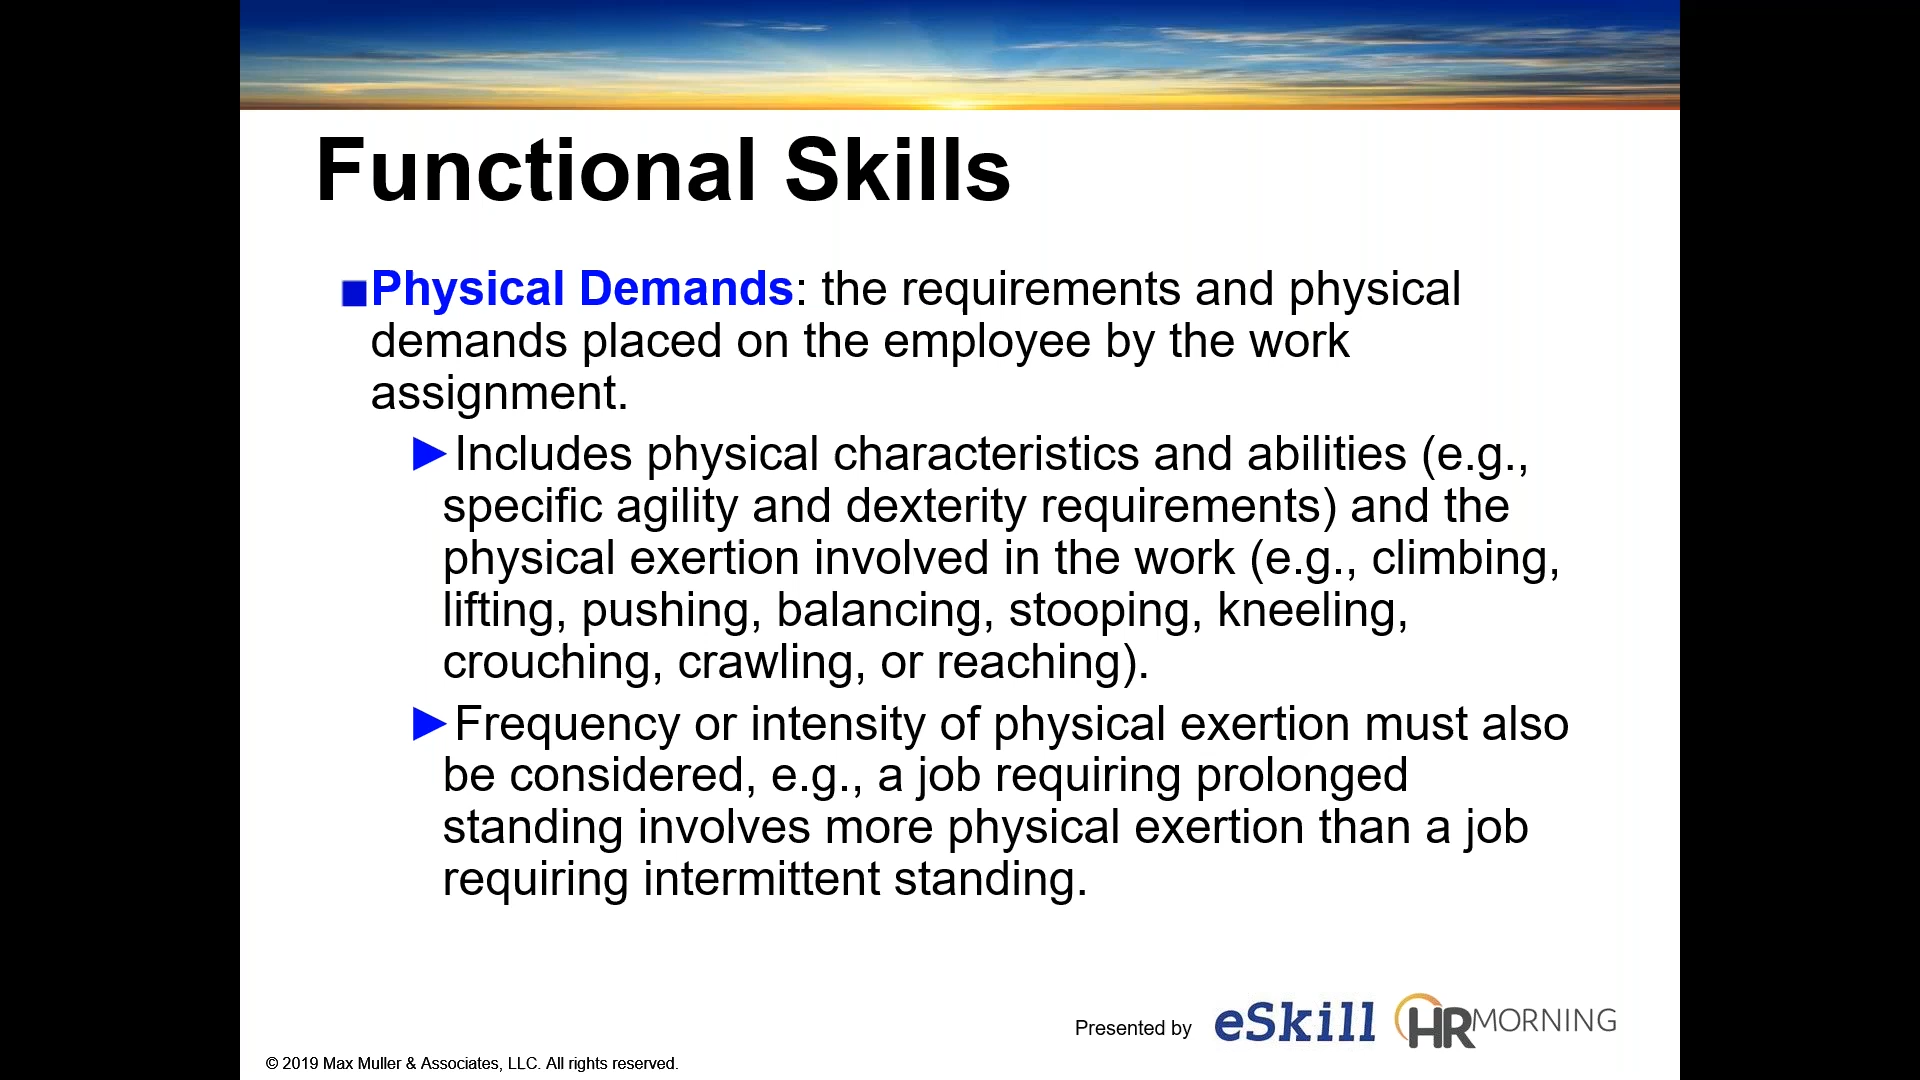 Functional Skills
■Physical Demands: the requirements and physical
demands placed on the employee by the work
assignment.
►Includes physical characteristics and abilities (e.g.,
specific agility and dexterity requirements) and the
physical exertion involved in the work (e.g., climbing,
lifting, pushing, balancing, stooping, kneeling,
crouching, crawling, or reaching).
►Frequency or intensity of physical exertion must also
be considered, e.g., a job requiring prolonged
standing involves more physical exertion than a job
requiring intermittent standing.
Presented by eSkill HRMORNING
© 2019 Max Muller & Associates, LLC. All rights reserved.